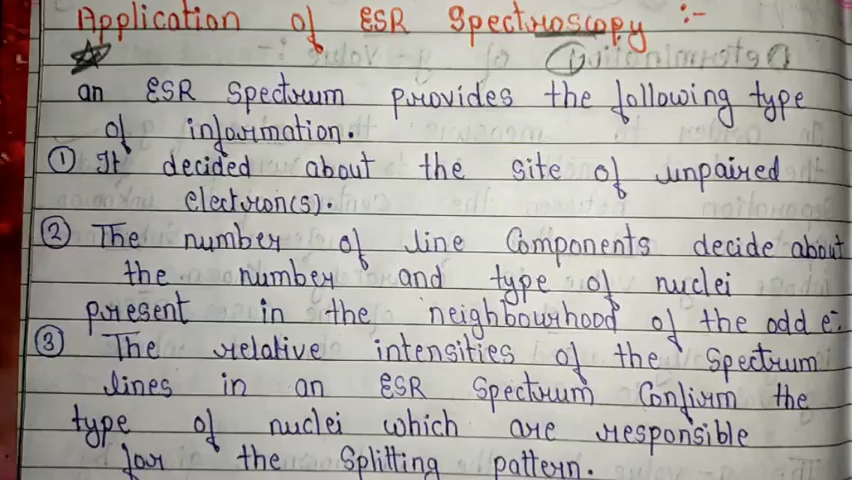 Application of ESR Spectroscopy :-
an ESR Spectrum provides the following type
of information.
① It decided about the site of unpaired
electron(s).
② The number of line Components decide about
the number and type of nuclei
present in the neighbourhood of the odd e-.
③ The relative intensities of the Spectrum
lines in an ESR Spectrum Confirm the
type of nuclei which are responsible
for the Splitting pattern.